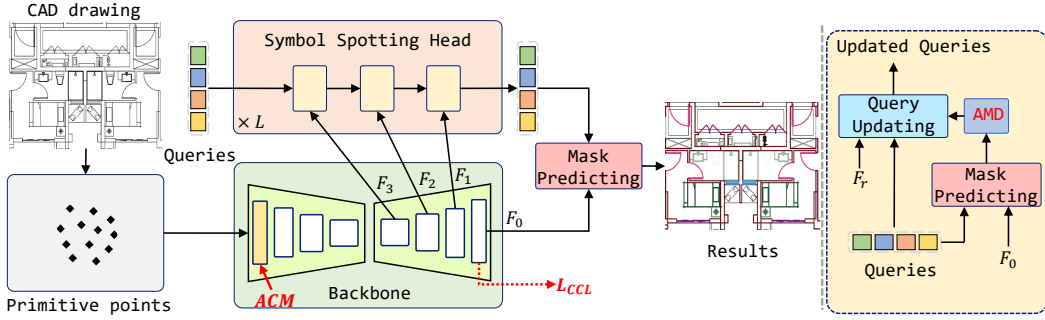 CAD drawing
Primitive points
Queries
Symbol Spotting Head
× L
F3
F2
F1
F0
ACM
Backbone
LCCL
Mask
Predicting
Results
Updated Queries
Query
Updating
AMD
Fr
Mask
Predicting
Queries
F0